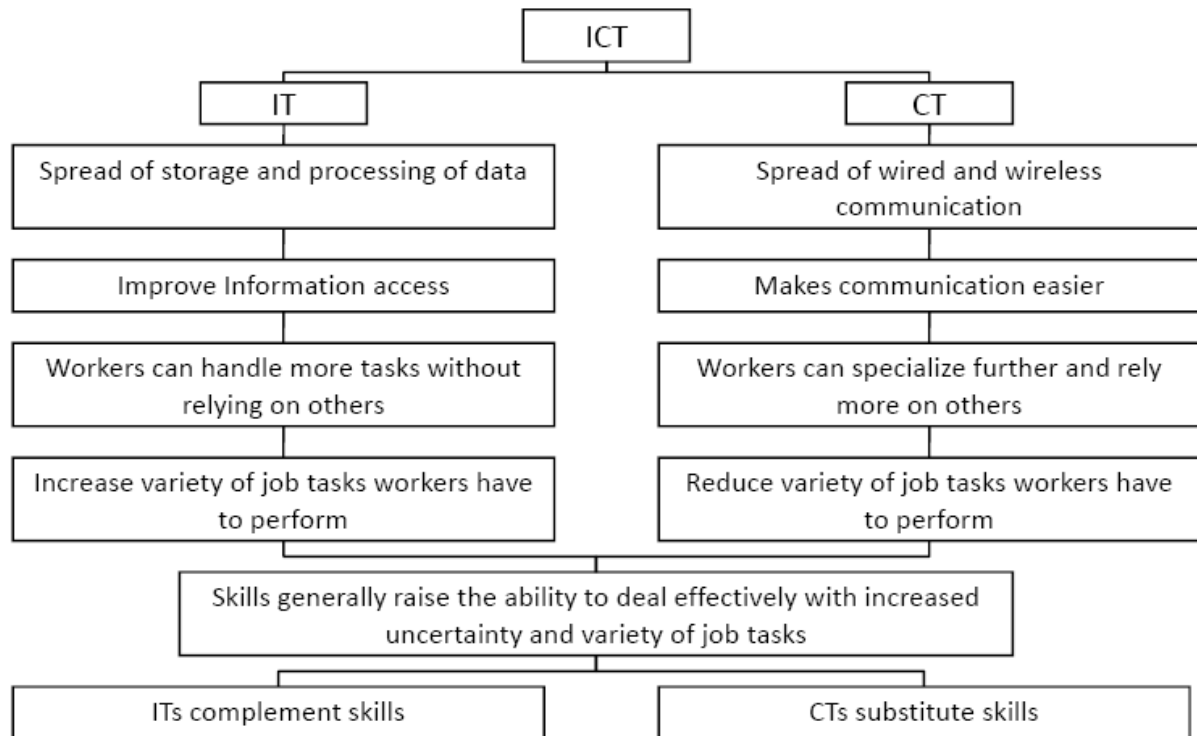 ICT
IT
CT
Spread of storage and processing of data
Spread of wired and wireless
communication
Improve Information access
Makes communication easier
Workers can handle more tasks without
relying on others
Workers can specialize further and rely
more on others
Increase variety of job tasks workers have
to perform
Reduce variety of job tasks workers have
to perform
Skills generally raise the ability to deal effectively with increased
uncertainty and variety of job tasks
ITs complement skills
CTs substitute skills